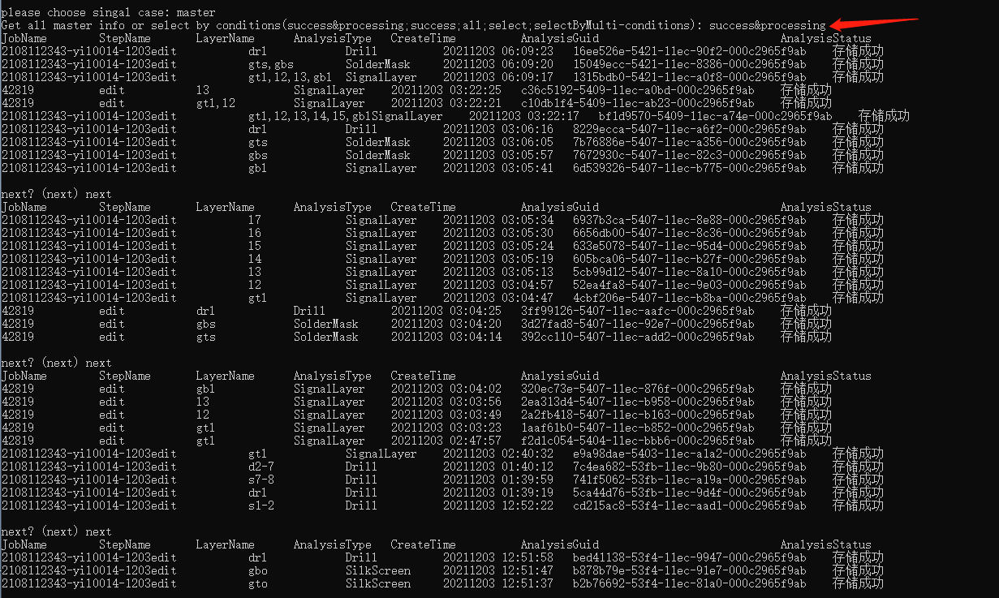 please choose singal case: master
Get all master info or select by conditions(success&processing;success;all;select;selectByMulti-conditions): success&processing
JobName StepName LayerName AnalysisType CreateTime AnalysisGuid AnalysisStatus
2108112343-yi10014-1203edit dr1 Drill 20211203 06:09:23 16ee526e-5421-11ec-90f2-000c2965f9ab 存储成功
2108112343-yi10014-1203edit gts,gbs SolderMask 20211203 06:09:20 15049ecc-5421-11ec-8386-000c2965f9ab 存储成功
2108112343-yi10014-1203edit gt1,12,13,gb1 SignalLayer 20211203 06:09:17 1315bdb0-5421-11ec-a0f8-000c2965f9ab 存储成功
42819 edit 13 SignalLayer 20211203 03:22:25 c36c5192-5409-11ec-a0bd-000c2965f9ab 存储成功
42819 edit gt1,12 SignalLayer 20211203 03:22:21 c10db1f4-5409-11ec-ab23-000c2965f9ab 存储成功
2108112343-yi10014-1203edit gt1,12,13,14,15,gb1SignalLayer 20211203 03:22:17 bf1d9570-5409-11ec-a74e-000c2965f9ab 存储成功
2108112343-yi10014-1203edit dr1 Drill 20211203 03:06:16 8229ecca-5407-11ec-a6f2-000c2965f9ab 存储成功
2108112343-yi10014-1203edit gts SolderMask 20211203 03:06:05 7b76886e-5407-11ec-a356-000c2965f9ab 存储成功
2108112343-yi10014-1203edit gbs SolderMask 20211203 03:05:57 7672930c-5407-11ec-82c3-000c2965f9ab 存储成功
2108112343-yi10014-1203edit gb1 SignalLayer 20211203 03:05:41 6d539326-5407-11ec-b775-000c2965f9ab 存储成功
next? (next) next
JobName StepName LayerName AnalysisType CreateTime AnalysisGuid AnalysisStatus
2108112343-yi10014-1203edit 17 SignalLayer 20211203 03:05:34 6937b3ca-5407-11ec-8e88-000c2965f9ab 存储成功
2108112343-yi10014-1203edit 16 SignalLayer 20211203 03:05:30 6656db00-5407-11ec-8c36-000c2965f9ab 存储成功
2108112343-yi10014-1203edit 15 SignalLayer 20211203 03:05:24 633e5078-5407-11ec-95d4-000c2965f9ab 存储成功
2108112343-yi10014-1203edit 14 SignalLayer 20211203 03:05:19 605bca06-5407-11ec-b27f-000c2965f9ab 存储成功
2108112343-yi10014-1203edit 13 SignalLayer 20211203 03:05:13 5cb99d12-5407-11ec-8a10-000c2965f9ab 存储成功
2108112343-yi10014-1203edit 12 SignalLayer 20211203 03:04:57 52ea4fa8-5407-11ec-9e03-000c2965f9ab 存储成功
2108112343-yi10014-1203edit gt1 SignalLayer 20211203 03:04:47 4cbf206e-5407-11ec-b8ba-000c2965f9ab 存储成功
42819 edit dr1 Drill 20211203 03:04:25 3ff99126-5407-11ec-aafc-000c2965f9ab 存储成功
42819 edit gbs SolderMask 20211203 03:04:20 3d27fad8-5407-11ec-92e7-000c2965f9ab 存储成功
42819 edit gts SolderMask 20211203 03:04:14 392cc110-5407-11ec-add2-000c2965f9ab 存储成功
next? (next) next
JobName StepName LayerName AnalysisType CreateTime AnalysisGuid AnalysisStatus
42819 edit gb1 SignalLayer 20211203 03:04:02 320ec73e-5407-11ec-876f-000c2965f9ab 存储成功
42819 edit 13 SignalLayer 20211203 03:03:56 2ea313d4-5407-11ec-b958-000c2965f9ab 存储成功
42819 edit 12 SignalLayer 20211203 03:03:49 2a2fb418-5407-11ec-b163-000c2965f9ab 存储成功
42819 edit gt1 SignalLayer 20211203 03:03:23 1aaf61b0-5407-11ec-b852-000c2965f9ab 存储成功
42819 edit gt1 SignalLayer 20211203 02:47:57 f2d1c054-5404-11ec-bbb6-000c2965f9ab 存储成功
2108112343-yi10014-1203edit gt1 SignalLayer 20211203 02:40:32 e9a98dae-5403-11ec-a1a2-000c2965f9ab 存储成功
2108112343-yi10014-1203edit d2-7 Drill 20211203 01:40:12 7c4ea682-53fb-11ec-9b80-000c2965f9ab 存储成功
2108112343-yi10014-1203edit s7-8 Drill 20211203 01:39:59 741f5062-53fb-11ec-a19a-000c2965f9ab 存储成功
2108112343-yi10014-1203edit dr1 Drill 20211203 01:39:19 5ca44d76-53fb-11ec-9d4f-000c2965f9ab 存储成功
2108112343-yi10014-1203edit s1-2 Drill 20211203 12:52:22 cd215ac8-53f4-11ec-aad1-000c2965f9ab 存储成功
next? (next) next
JobName StepName LayerName AnalysisType CreateTime AnalysisGuid AnalysisStatus
2108112343-yi10014-1203edit dr1 Drill 20211203 12:51:58 bed41138-53f4-11ec-9947-000c2965f9ab 存储成功
2108112343-yi10014-1203edit gbo SilkScreen 20211203 12:51:47 b878b79e-53f4-11ec-91e7-000c2965f9ab 存储成功
2108112343-yi10014-1203edit gto SilkScreen 20211203 12:51:37 b2b76692-53f4-11ec-81a0-000c2965f9ab 存储成功